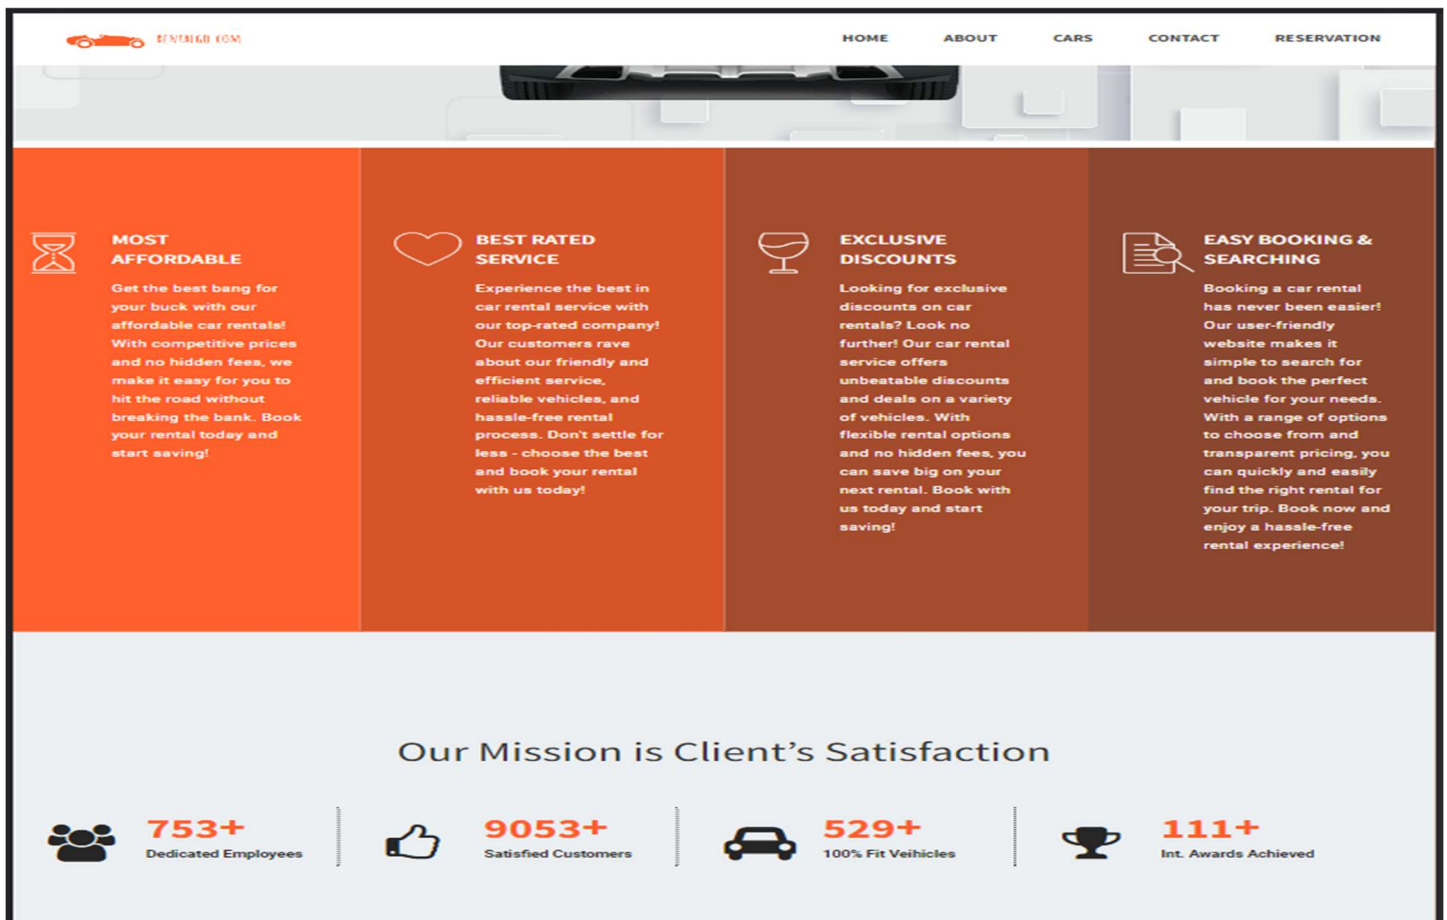 HOME ABOUT CARS CONTACT RESERVATION
MOST
AFFORDABLE
Get the best bang for
your buck with our
affordable car rentals!
With competitive prices
and no hidden fees, we
make it easy for you to
hit the road without
breaking the bank. Book
your rental today and
start saving!
BEST RATED
SERVICE
Experience the best in
car rental service with
our top-rated company!
Our customers rave
about our friendly and
efficient service,
reliable vehicles, and
hassle-free rental
process. Don't settle for
less - choose the best
and book your rental
with us today!
EXCLUSIVE
DISCOUNTS
Looking for exclusive
discounts on car
rentals? Look no
further! Our car rental
service offers
unbeatable discounts
and deals on a variety
of vehicles. With
flexible rental options
and no hidden fees, you
can save big on your
next rental. Book with
us today and start
saving!
EASY BOOKING &
SEARCHING
Booking a car rental
has never been easier!
Our user-friendly
website makes it
simple to search for
and book the perfect
vehicle for your needs.
With a range of options
to choose from and
transparent pricing, you
can quickly and easily
find the right rental for
your trip. Book now and
enjoy a hassle-free
rental experience!
Our Mission is Client’s Satisfaction
753+
Dedicated Employees
9053+
Satisfied Customers
529+
100% Fit Veihicles
111+
Int. Awards Achieved